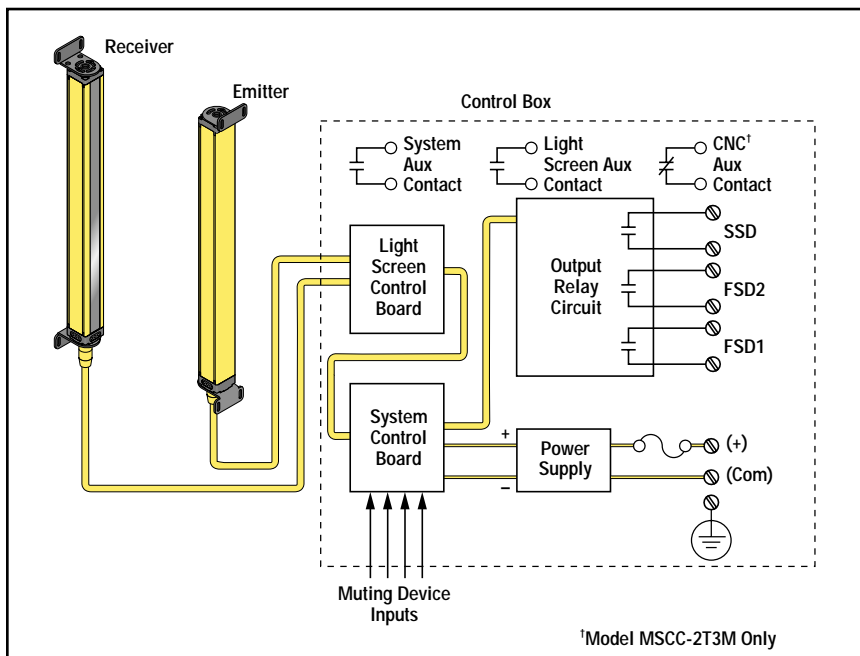 Receiver
Emitter
Control Box
System
Aux
Contact
Light
Screen Aux
Contact
CNC†
Aux
Contact
Light
Screen
Control
Board
Output
Relay
Circuit
SSD
FSD2
FSD1
System
Control
Board
+
–
Power
Supply
(+)
(Com)
Muting Device
Inputs
†Model MSCC-2T3M Only